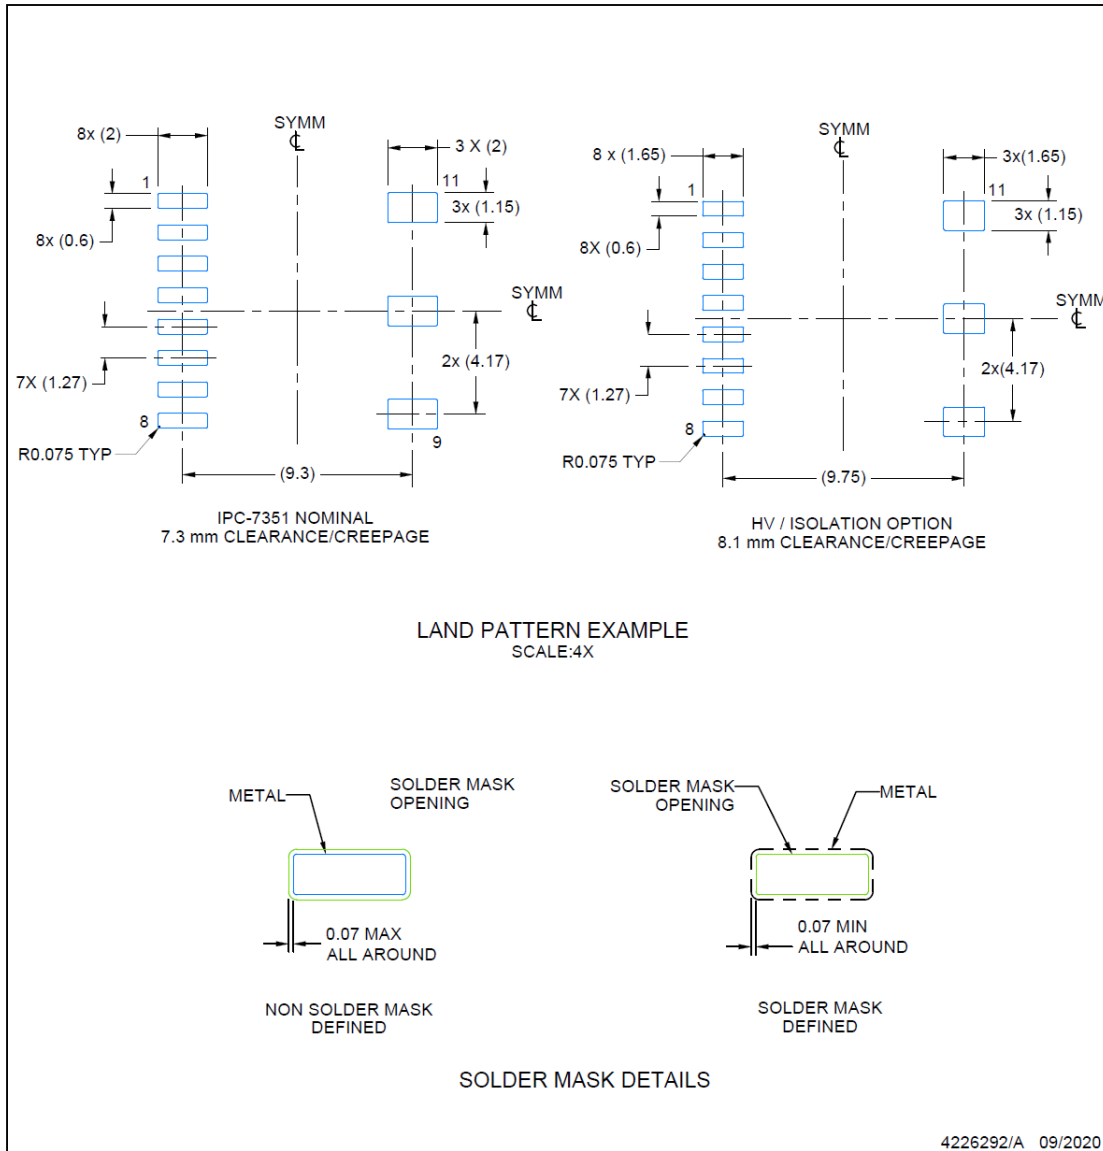 SYMM
℄
8x (2)
3 X (2)
1
11
3x (1.15)
8x (0.6)
SYMM
℄
2x (4.17)
7X (1.27)
8
9
R0.075 TYP
(9.3)
IPC-7351 NOMINAL
7.3 mm CLEARANCE/CREEPAGE
SYMM
℄
8 x (1.65)
3x(1.65)
1
11
3x (1.15)
8X (0.6)
SYMM
℄
2x(4.17)
7X (1.27)
8
R0.075 TYP
(9.75)
HV / ISOLATION OPTION
8.1 mm CLEARANCE/CREEPAGE
LAND PATTERN EXAMPLE
SCALE:4X
METAL
SOLDER MASK
OPENING
0.07 MAX
ALL AROUND
NON SOLDER MASK
DEFINED
SOLDER MASK
OPENING
METAL
0.07 MIN
ALL AROUND
SOLDER MASK
DEFINED
SOLDER MASK DETAILS
4226292/A 09/2020